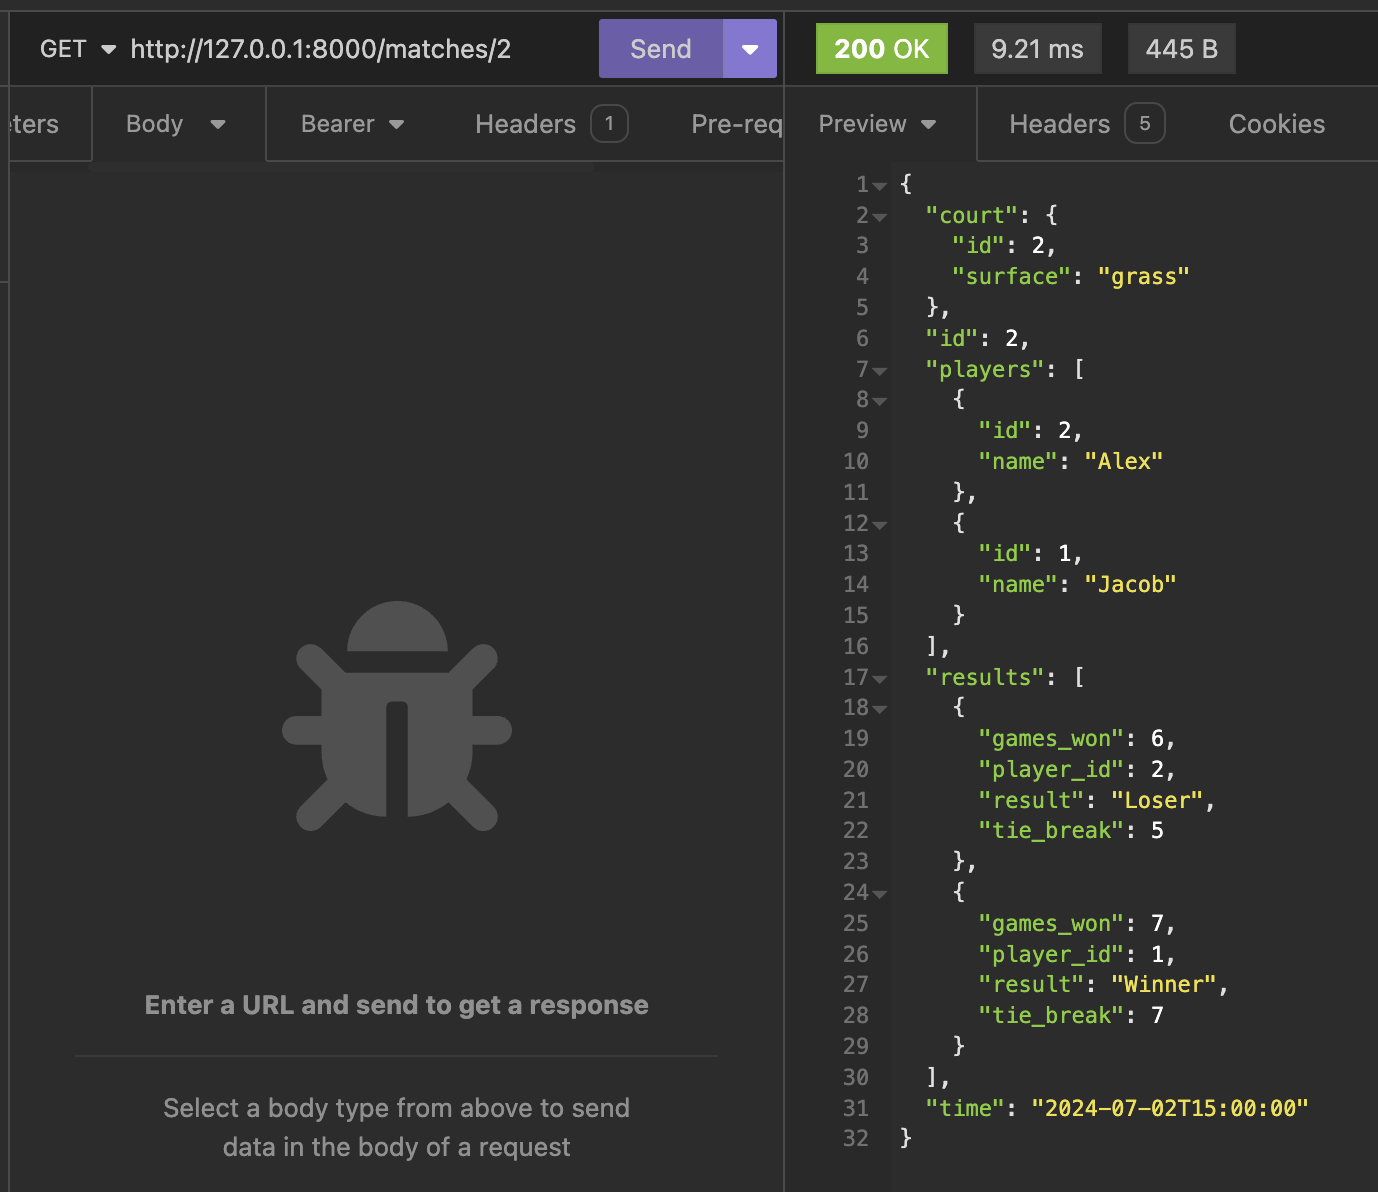 GET http://127.0.0.1:8000/matches/2 Send
200 OK 9.21 ms 445 B
eters Body Bearer Headers 1 Pre-req
Preview Headers 5 Cookies
Enter a URL and send to get a response
Select a body type from above to send
data in the body of a request
1 {
2 "court": {
3 "id": 2,
4 "surface": "grass"
5 },
6 "id": 2,
7 "players": [
8 {
9 "id": 2,
10 "name": "Alex"
11 },
12 {
13 "id": 1,
14 "name": "Jacob"
15 }
16 ],
17 "results": [
18 {
19 "games_won": 6,
20 "player_id": 2,
21 "result": "Loser",
22 "tie_break": 5
23 },
24 {
25 "games_won": 7,
26 "player_id": 1,
27 "result": "Winner",
28 "tie_break": 7
29 }
30 ],
31 "time": "2024-07-02T15:00:00"
32 }